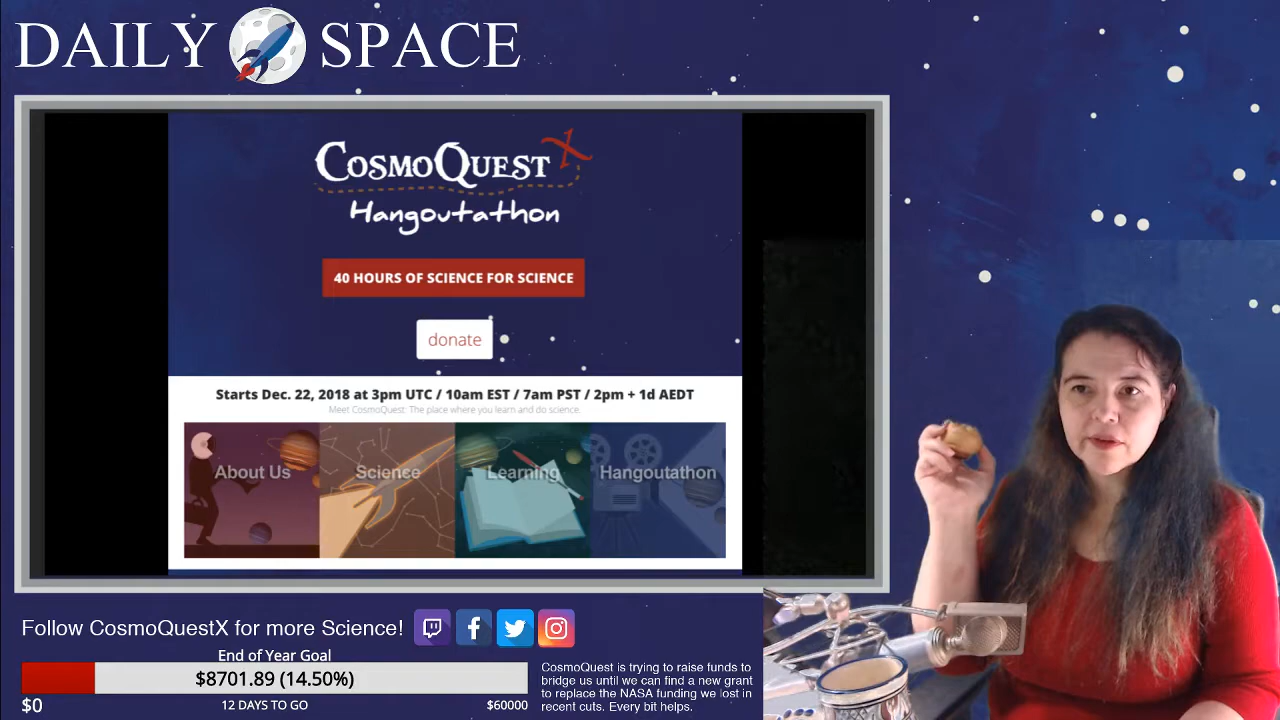 DAILY SPACE
COSMOQUEST X
Hangoutathon
40 HOURS OF SCIENCE FOR SCIENCE
donate
Starts Dec. 22, 2018 at 3pm UTC / 10am EST / 7am PST / 2pm + 1d AEDT
Meet CosmoQuest: The place where you learn and do science.
About Us
Science
Learning
Hangoutathon
Follow CosmoQuestX for more Science!
End of Year Goal
$8701.89 (14.50%)
$0
12 DAYS TO GO
$60000
CosmoQuest is trying to raise funds to
bridge us until we can find a new grant
to replace the NASA funding we lost in
recent cuts. Every bit helps.